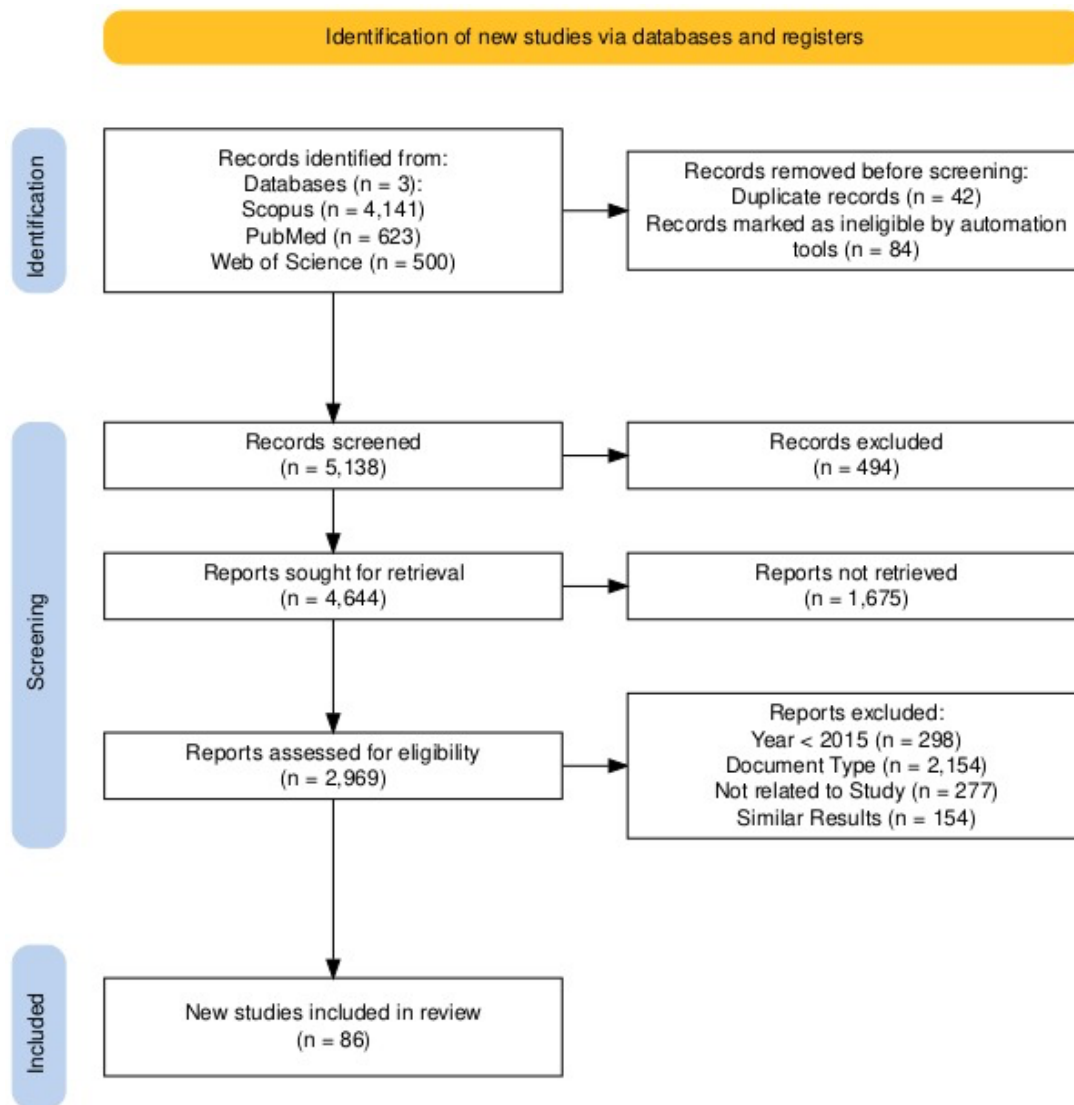 Identification of new studies via databases and registers
Identification
Records identified from:
Databases (n = 3):
Scopus (n = 4,141)
PubMed (n = 623)
Web of Science (n = 500)
Records removed before screening:
Duplicate records (n = 42)
Records marked as ineligible by automation
tools (n = 84)
Screening
Records screened
(n = 5,138)
Records excluded
(n = 494)
Reports sought for retrieval
(n = 4,644)
Reports not retrieved
(n = 1,675)
Reports assessed for eligibility
(n = 2,969)
Reports excluded:
Year < 2015 (n = 298)
Document Type (n = 2,154)
Not related to Study (n = 277)
Similar Results (n = 154)
Included
New studies included in review
(n = 86)